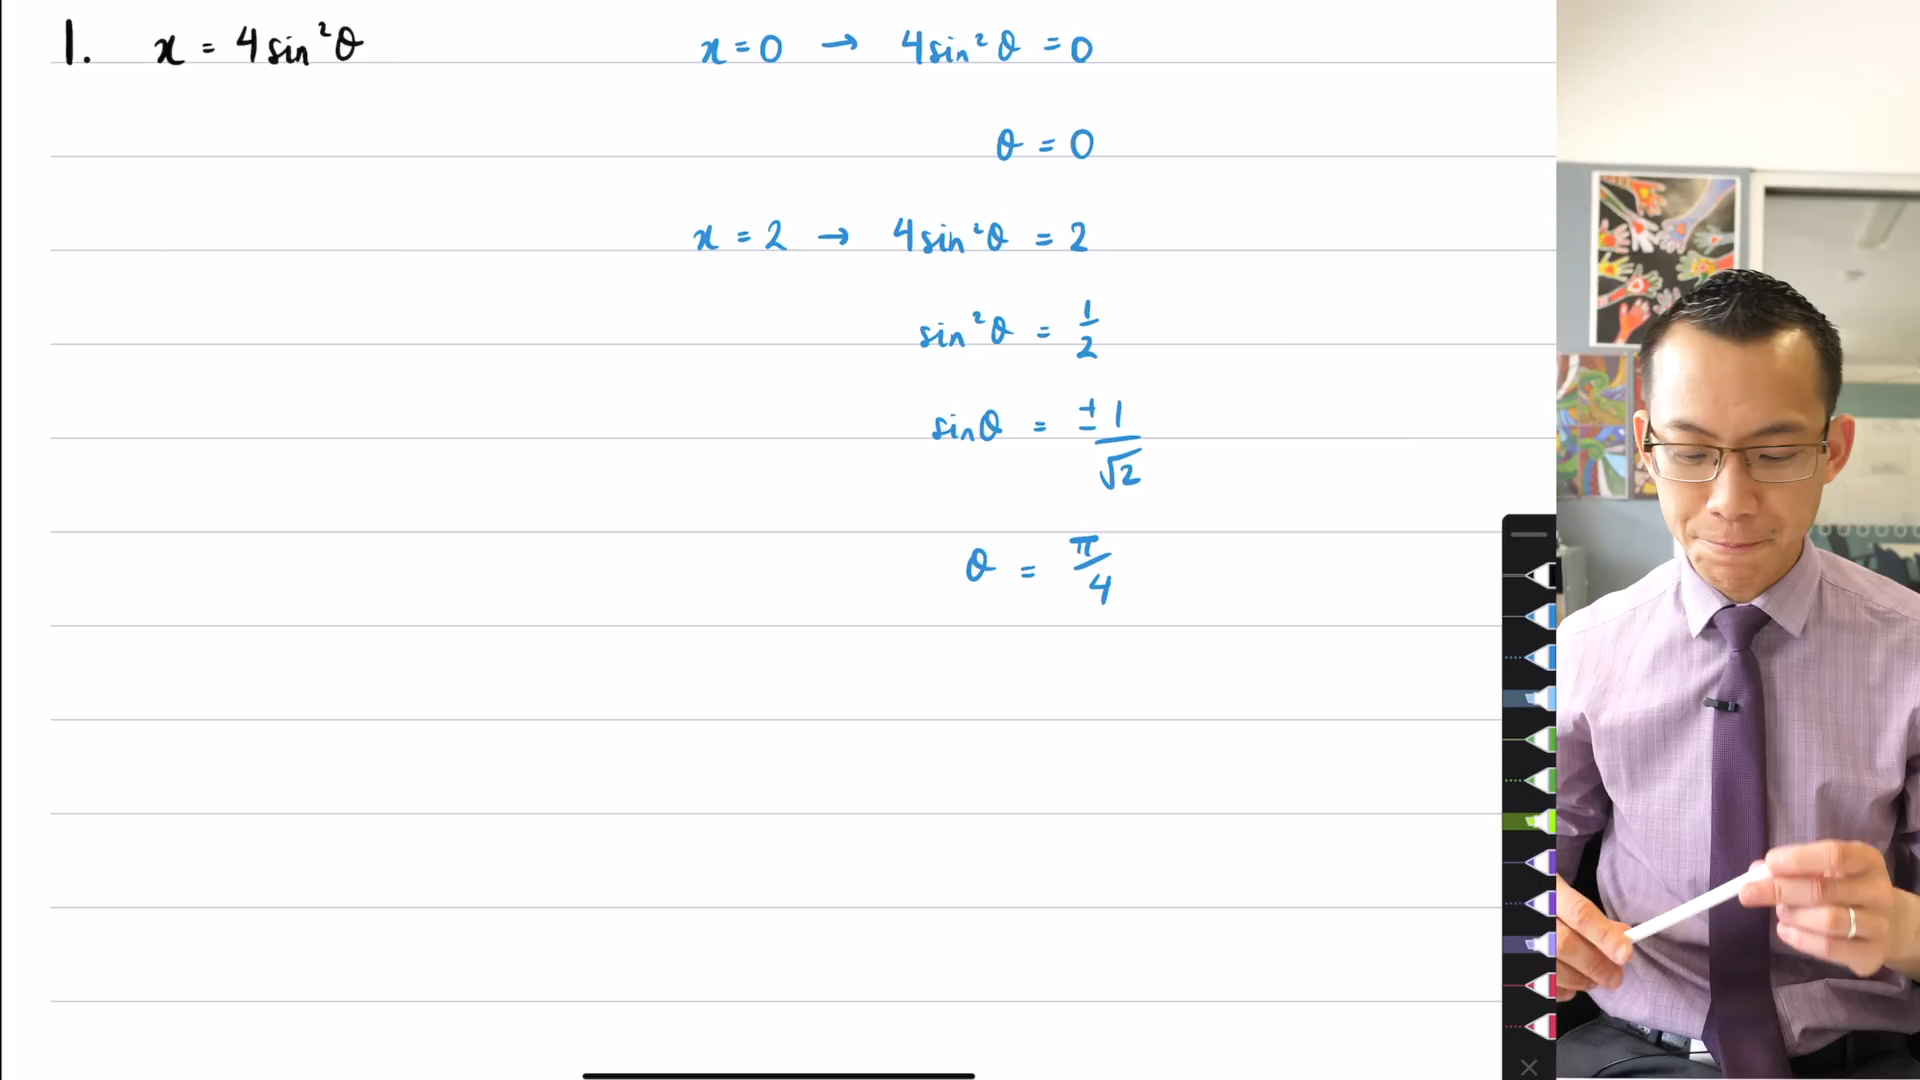 1. x = 4sin²θ x=0 → 4sin²θ =0
θ = 0
x = 2 → 4sin²θ = 2
sin²θ = 1/2
sinθ = ± 1/√2
θ = π/4